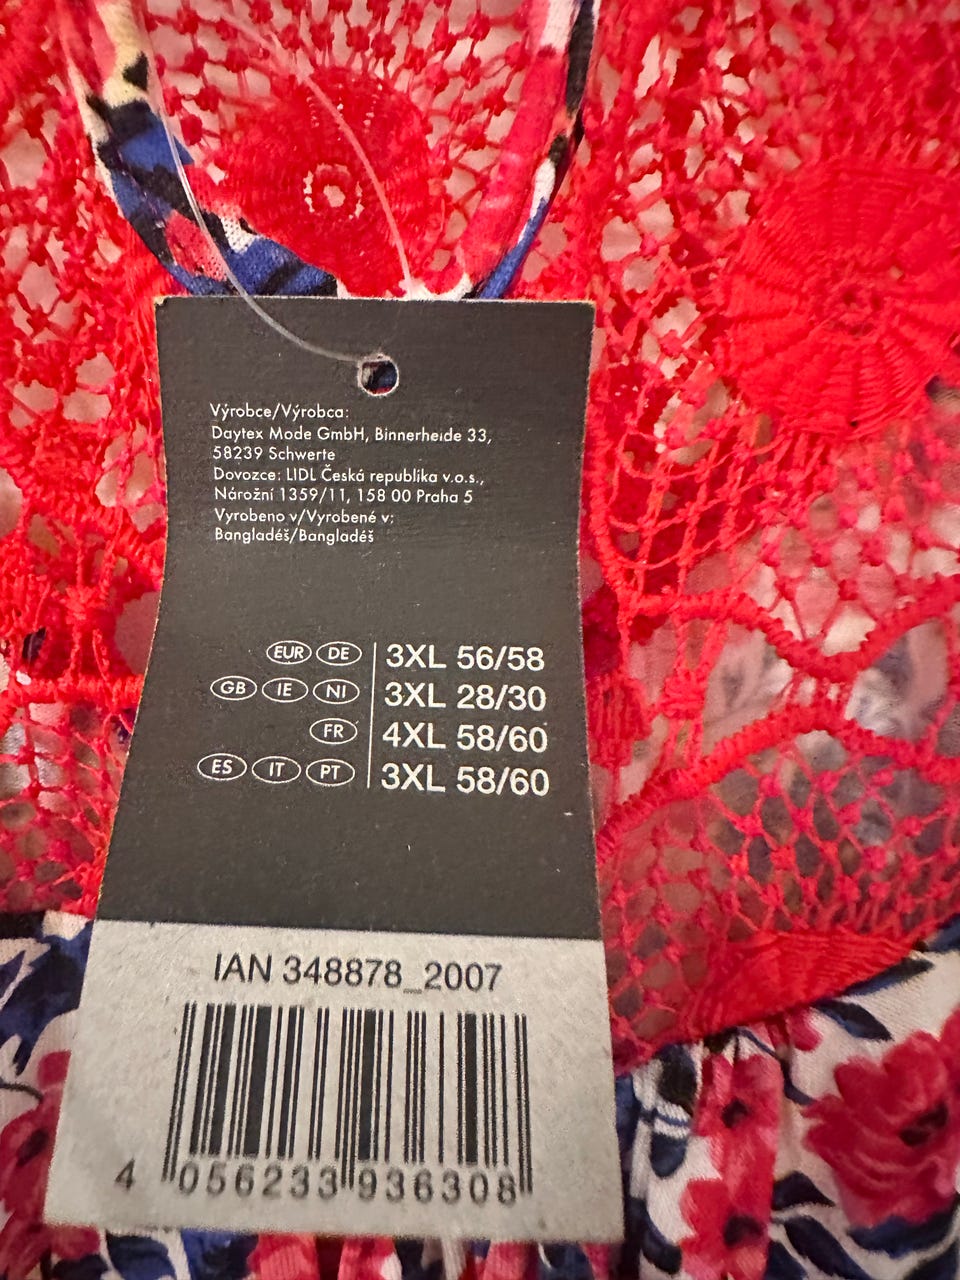 Výrobce/Výrobca:
Daytex Mode GmbH, Binnerheide 33,
58239 Schwerte
Dovozce: LIDL Česká republika v.o.s.,
Nárožní 1359/11, 158 00 Praha 5
Vyrobeno v/Vyrobené v:
Bangladéš/Bangladéš
EUR DE 3XL 56/58
GB IE NI 3XL 28/30
FR 4XL 58/60
ES IT PT 3XL 58/60
IAN 348878_2007
4 056233 936308